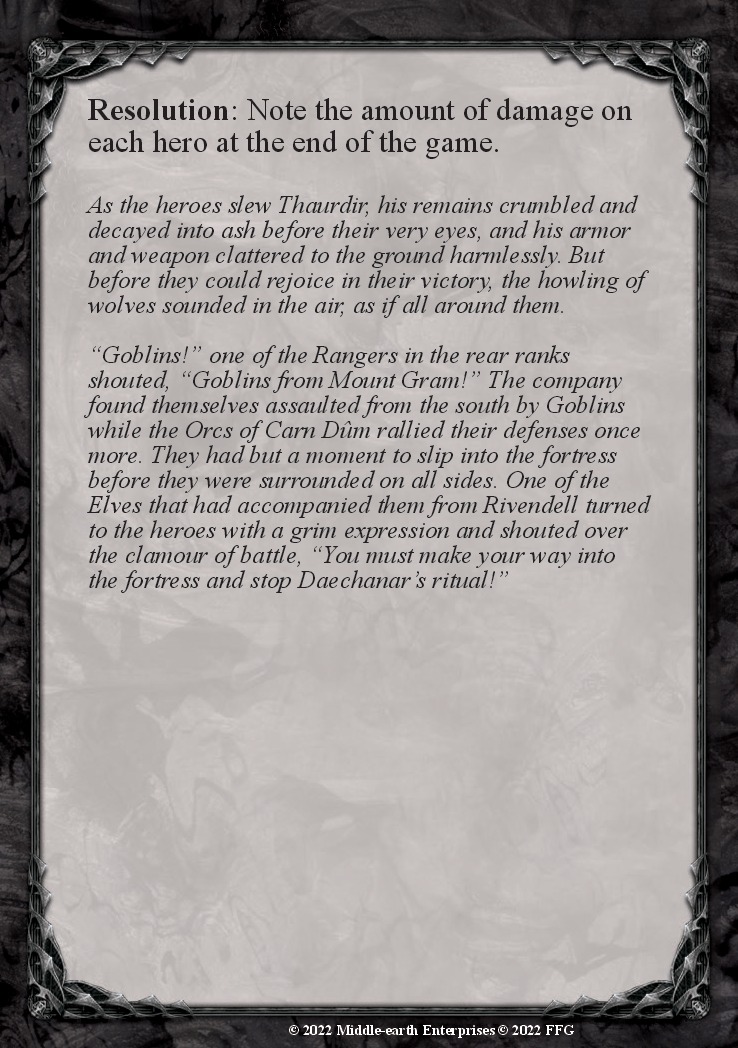 Resolution: Note the amount of damage on
each hero at the end of the game.
As the heroes slew Thaurdir, his remains crumbled and
decayed into ash before their very eyes, and his armor
and weapon clattered to the ground harmlessly. But
before they could rejoice in their victory, the howling of
wolves sounded in the air, as if all around them.
“Goblins!” one of the Rangers in the rear ranks
shouted, “Goblins from Mount Gram!” The company
found themselves assaulted from the south by Goblins
while the Orcs of Carn Dûm rallied their defenses once
more. They had but a moment to slip into the fortress
before they were surrounded on all sides. One of the
Elves that had accompanied them from Rivendell turned
to the heroes with a grim expression and shouted over
the clamour of battle, “You must make your way into
the fortress and stop Daechanar’s ritual!”
© 2022 Middle-earth Enterprises © 2022 FFG